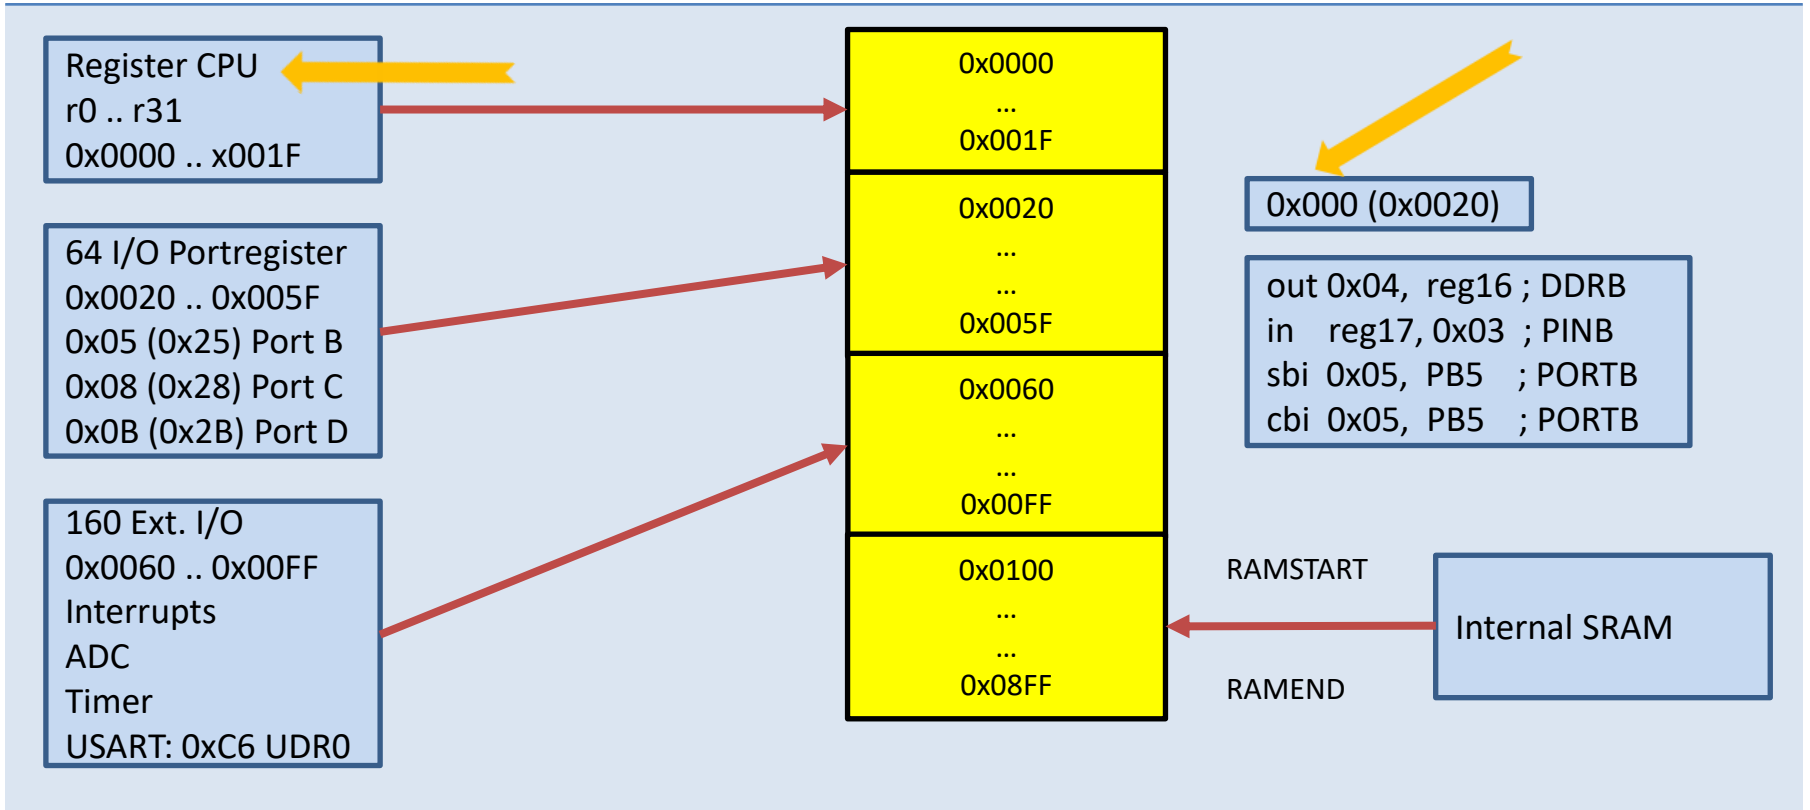 Register CPU
r0 .. r31
0x0000 .. x001F
64 I/O Portregister
0x0020 .. 0x005F
0x05 (0x25) Port B
0x08 (0x28) Port C
0x0B (0x2B) Port D
160 Ext. I/O
0x0060 .. 0x00FF
Interrupts
ADC
Timer
USART: 0xC6 UDR0
0x0000
...
0x001F
0x0020
...
...
0x005F
0x0060
...
...
0x00FF
0x0100
...
...
0x08FF
0x000 (0x0020)
out 0x04, reg16 ; DDRB
in reg17, 0x03 ; PINB
sbi 0x05, PB5 ; PORTB
cbi 0x05, PB5 ; PORTB
RAMSTART
RAMEND
Internal SRAM